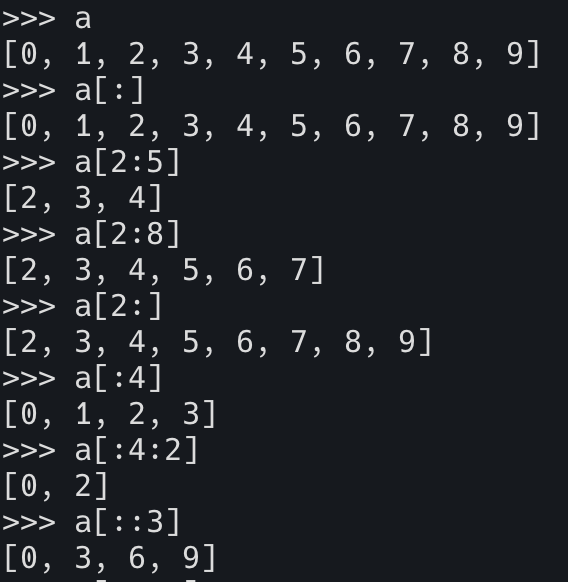 >>> a
[0, 1, 2, 3, 4, 5, 6, 7, 8, 9]
>>> a[:]
[0, 1, 2, 3, 4, 5, 6, 7, 8, 9]
>>> a[2:5]
[2, 3, 4]
>>> a[2:8]
[2, 3, 4, 5, 6, 7]
>>> a[2:]
[2, 3, 4, 5, 6, 7, 8, 9]
>>> a[:4]
[0, 1, 2, 3]
>>> a[:4:2]
[0, 2]
>>> a[::3]
[0, 3, 6, 9]